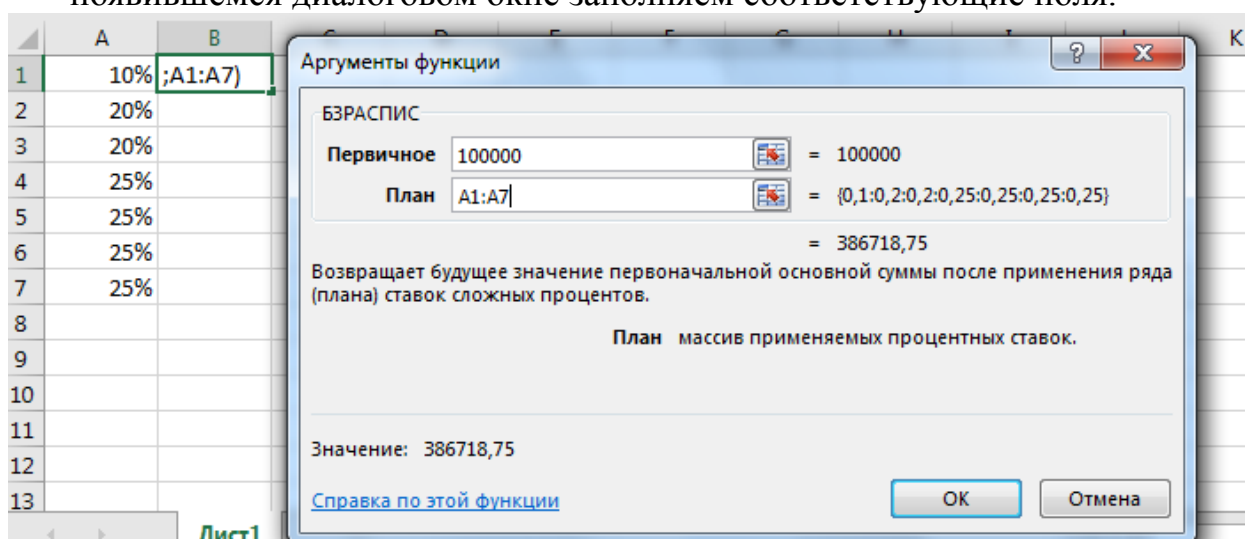 появившемся диалоговом окне заполняем соответствующие поля:
A B K
Аргументы функции
1 10% ;A1:A7)
БЗРАСПИС
2 20%
3 20% Первичное 100000 = 100000
4 25% План A1:A7 = {0,1:0,2:0,2:0,25:0,25:0,25:0,25}
5 25%
6 25% = 386718,75
Возвращает будущее значение первоначальной основной суммы после применения ряда
7 25% (плана) ставок сложных процентов.
8 План массив применяемых процентных ставок.
9
10
11
Значение: 386718,75
12
13 Справка по этой функции ОК Отмена
Лист1